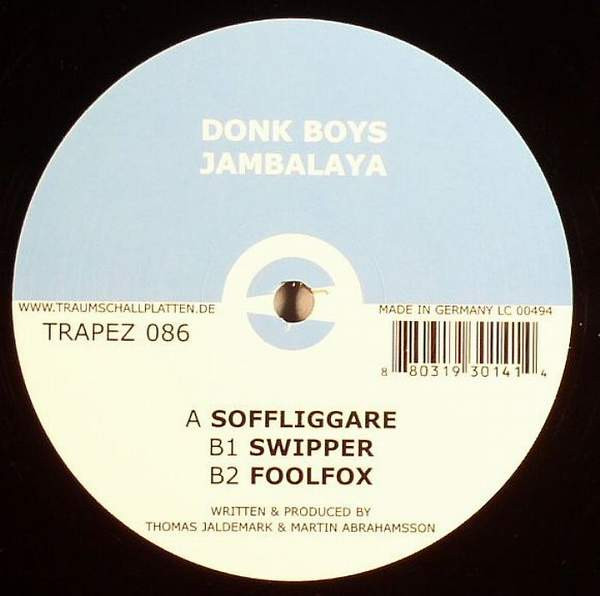 DONK BOYS
JAMBALAYA
WWW.TRAUMSCHALLPLATTEN.DE
MADE IN GERMANY LC 00494
TRAPEZ 086
8 80319 30141 4
A SOFFLIGGARE
B1 SWIPPER
B2 FOOLFOX
WRITTEN & PRODUCED BY
THOMAS JALDEMARK & MARTIN ABRAHAMSSON